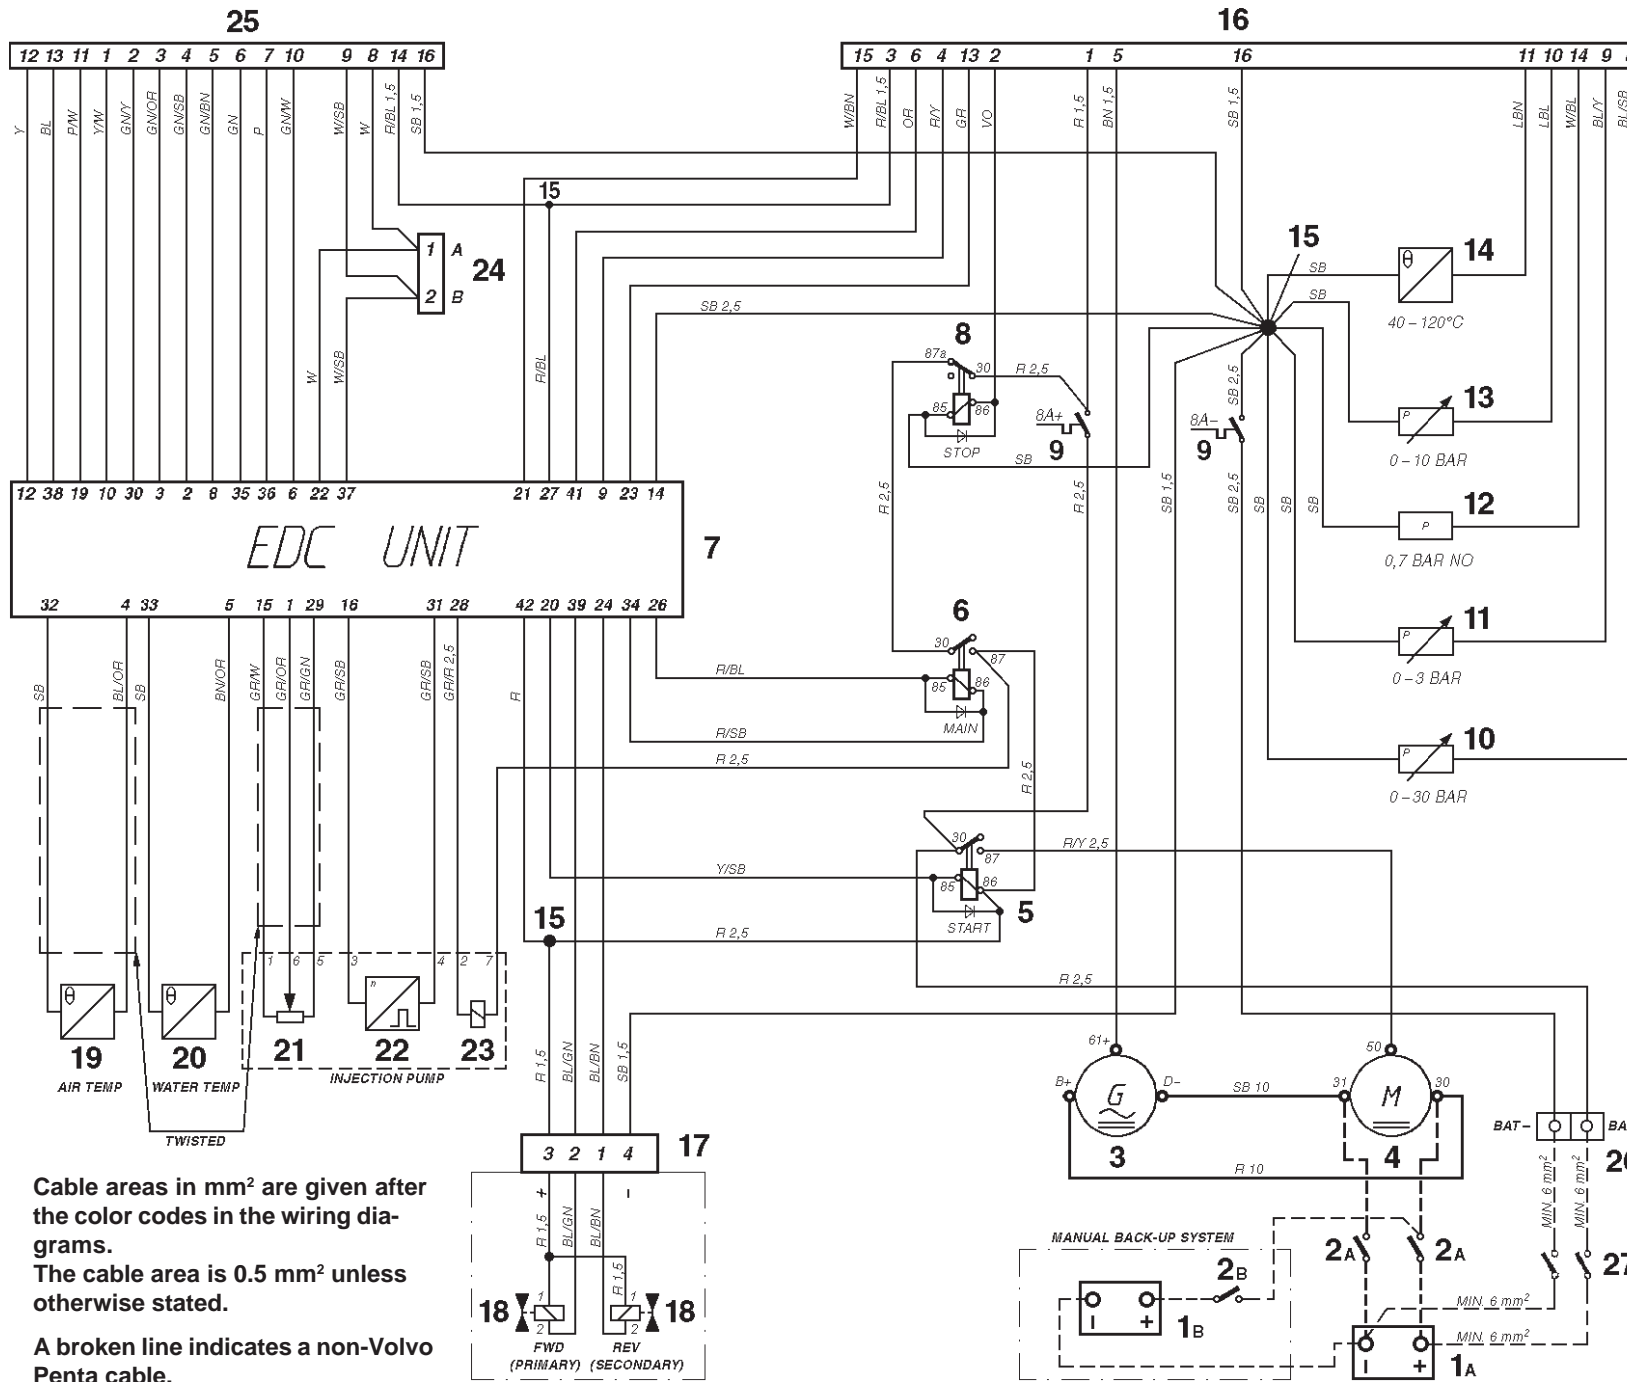 25
16
12 13 11 1 2 3 4 5 6 7 10 9 8 14 16
15 3 6 4 13 2 1 5 16 11 10 14 9
Y BL P/W Y/W GN/Y GN/OR GN/SB GN/BN GN P GN/W W/SB W R/BL 1,5 SB 1,5
W/BN R/BL 1,5 OR R/Y GR VO R 1,5 BN 1,5 SB 1,5 LBN LBL W/BL BL/Y BL/SB
15
1 A
24
2 B
15
SB
14
SB
40–120°C
SB 2,5
W W/SB R/BL
8
87a 30 R 2,5
85 86
STOP
SB
8A+
9
8A–
9
SB 2,5
P 13
0–10 BAR
12 38 19 10 30 3 2 8 35 36 6 22 37 21 27 41 9 23 14
EDC UNIT
7
R 2,5 R 2,5 SB 1,5 SB 2,5 SB SB SB
P 12
0,7 BAR NO
32 4 33 5 15 1 29 16 31 28 42 20 39 24 34 26
6
30 87
85 86
MAIN
P 11
0–3 BAR
SB BL/OR SB BN/OR GR/W GR/OR GR/GN GR/SB GR/SB GR/R 2,5 R
R/BL
R/SB
R 2,5
R 2,5
P 10
0–30 BAR
30 87
R/Y 2,5
Y/SB
85 86
START
5
15
R 2,5
R 2,5
1 6 5 3 4 2 7
θ θ n
19 20 21 22 23
AIR TEMP WATER TEMP INJECTION PUMP
TWISTED
R 1,5 BL/GN BL/BN SB 1,5
61+ 50
B+ G D– SB 10 31 M 30
3 4
R 10
BAT – BA
26
MIN. 6 mm² MIN. 6 mm²
3 2 1 4 17
+ –
R 1,5 BL/GN BL/BN R 1,5
1 1
18 18
2 2
FWD REV
(PRIMARY) (SECONDARY)
MANUAL BACK-UP SYSTEM
2B
2A 2A
27
– +
1B
MIN. 6 mm²
MIN. 6 mm²
– +
1A
Cable areas in mm² are given after
the color codes in the wiring dia-
grams.
The cable area is 0.5 mm² unless
otherwise stated.
A broken line indicates a non-Volvo
Penta cable.